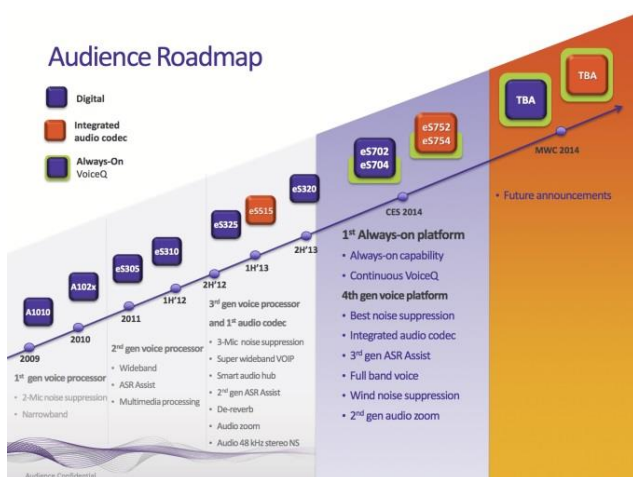 Audience Roadmap
Digital
Integrated
audio codec
Always-On
VoiceQ
A1010
A102x
eS305
eS310
eS325
eS515
eS320
eS702
eS704
eS752
eS754
TBA
TBA
2009
2010
2011
1H'12
2H'12
1H'13
2H'13
CES 2014
MWC 2014
1st gen voice processor
• 2-Mic noise suppression
• Narrowband
2nd gen voice processor
• Wideband
• ASR Assist
• Multimedia processing
3rd gen voice processor
and 1st audio codec
• 3-Mic noise suppression
• Super wideband VOIP
• Smart audio hub
• 2nd gen ASR Assist
• De-reverb
• Audio zoom
• Audio 48 kHz stereo NS
1st Always-on platform
• Always-on capability
• Continuous VoiceQ
4th gen voice platform
• Best noise suppression
• Integrated audio codec
• 3rd gen ASR Assist
• Full band voice
• Wind noise suppression
• 2nd gen audio zoom
• Future announcements
Audience Confidential